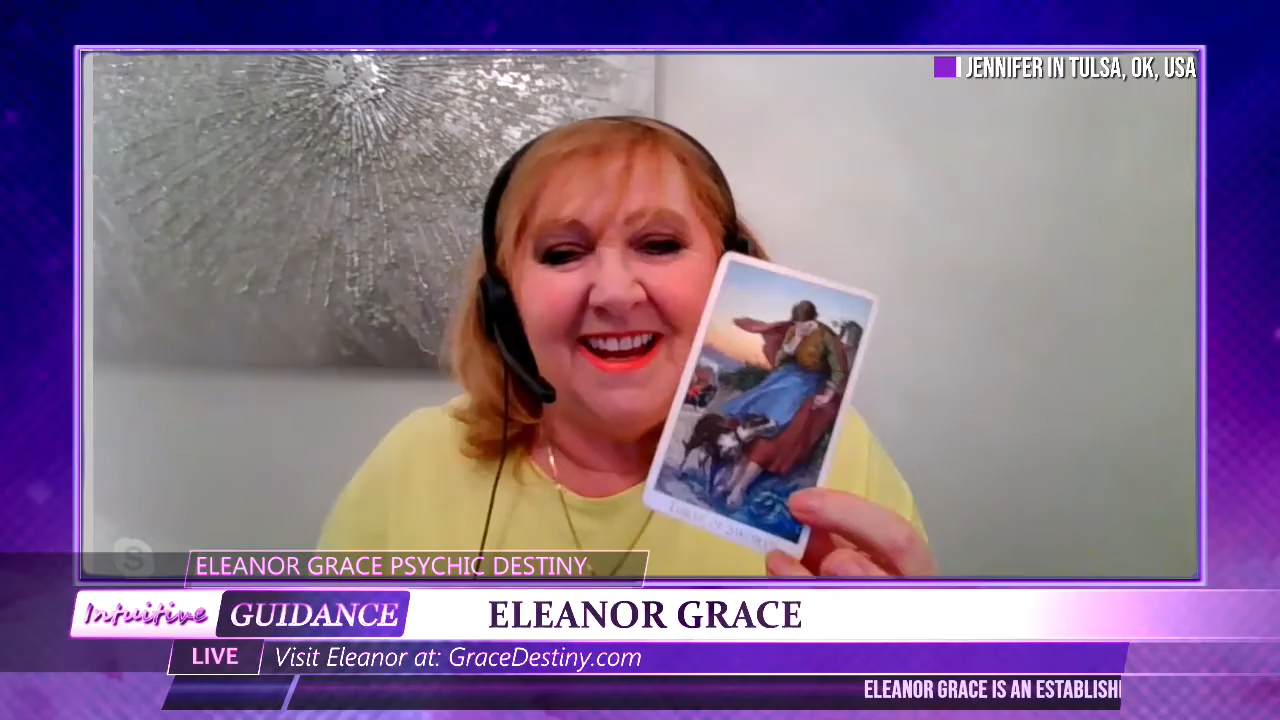 JENNIFER IN TULSA, OK, USA
ELEANOR GRACE PSYCHIC DESTINY
Intuitive GUIDANCE
ELEANOR GRACE
LIVE
Visit Eleanor at: GraceDestiny.com
ELEANOR GRACE IS AN ESTABLISH